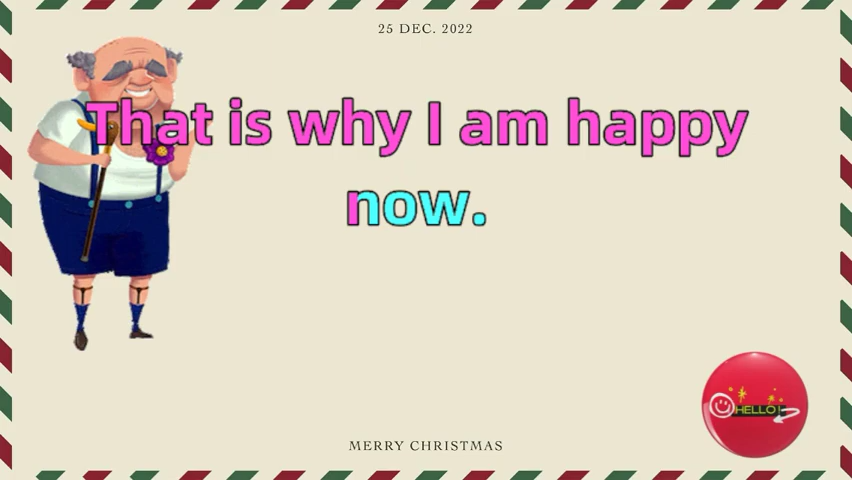 25 DEC. 2022
That is why I am happy
now.
HELLO!
MERRY CHRISTMAS